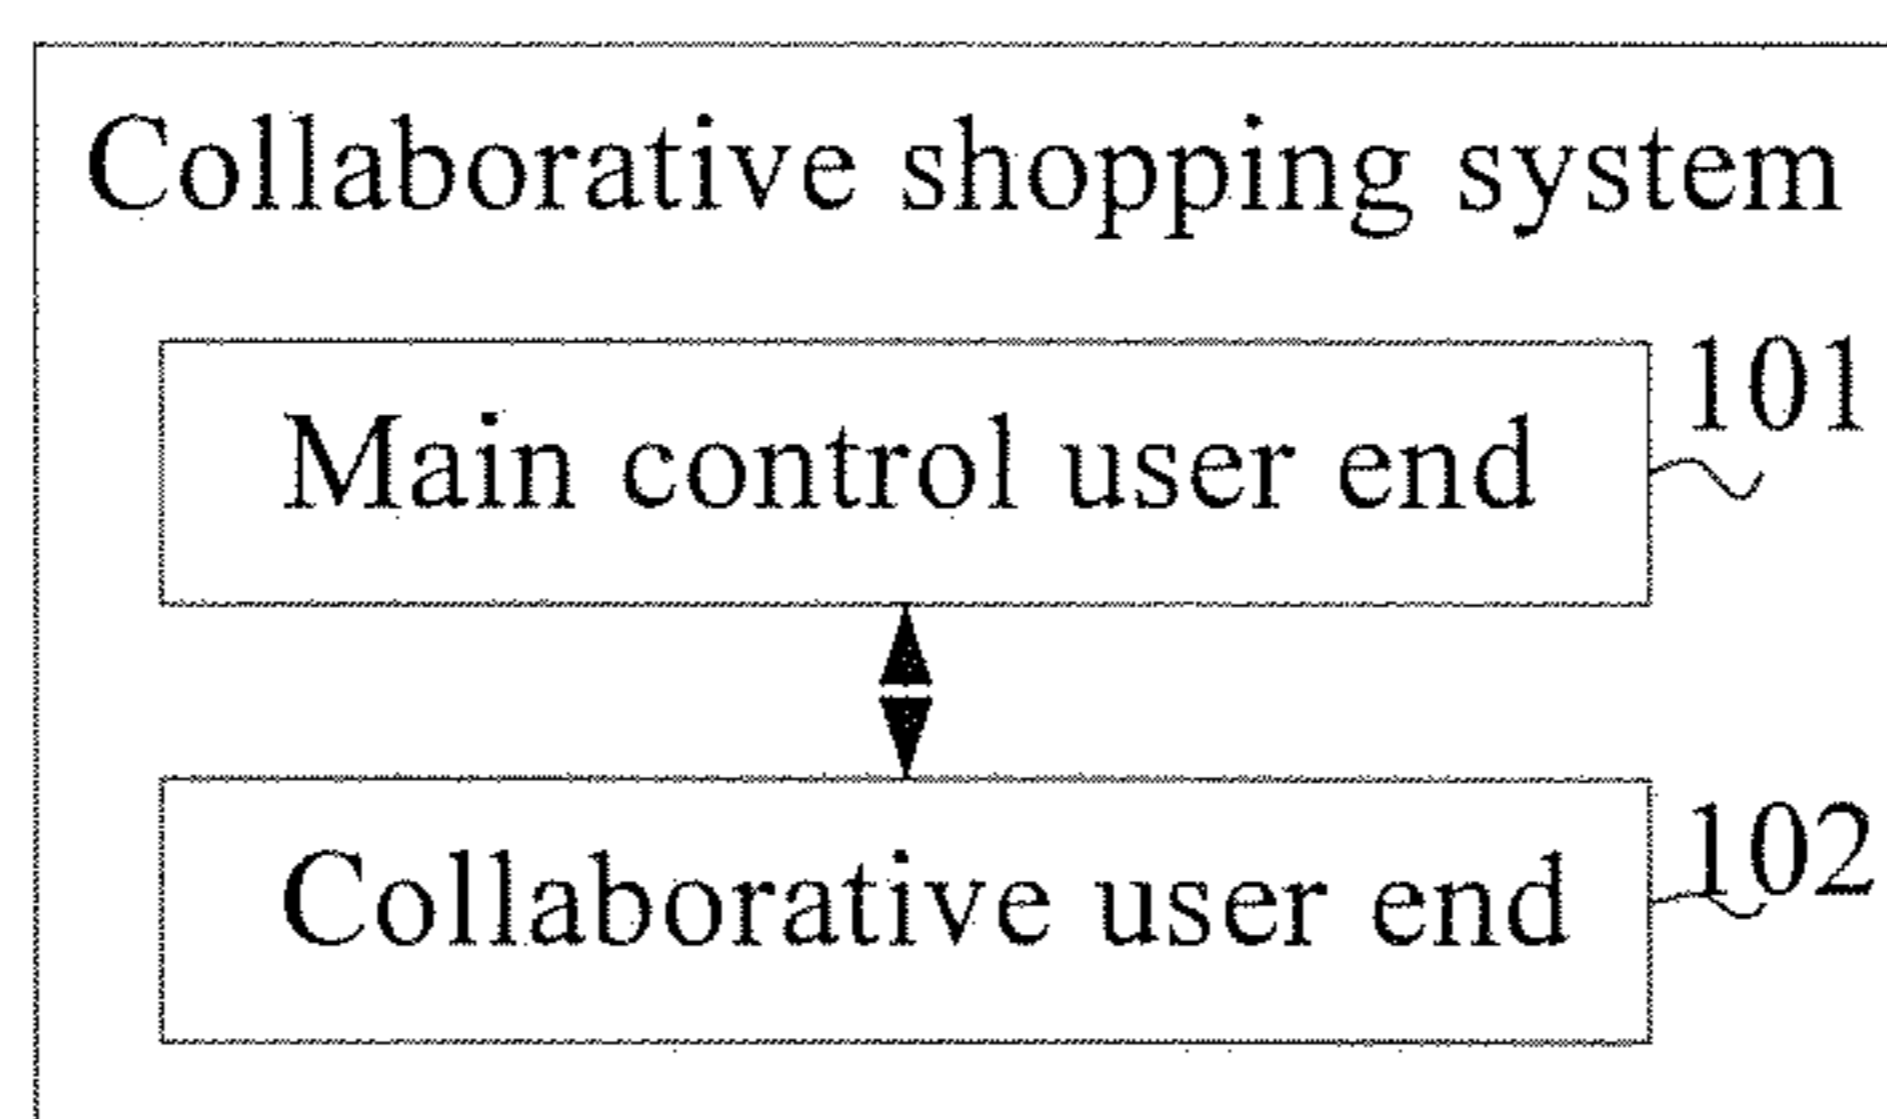 Collaborative shopping system
101
Main control user end
102
Collaborative user end